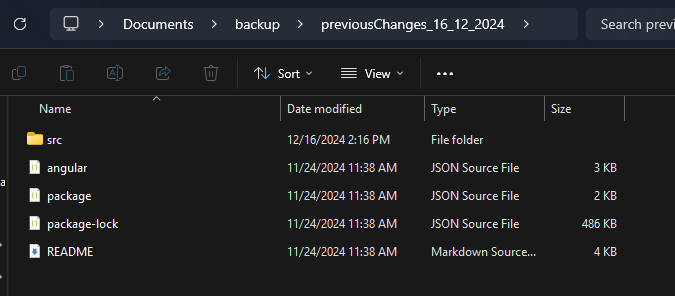 Documents > backup > previousChanges_16_12_2024 > Search previ
Sort View
Name Date modified Type Size
src 12/16/2024 2:16 PM File folder
angular 11/24/2024 11:38 AM JSON Source File 3 KB
package 11/24/2024 11:38 AM JSON Source File 2 KB
package-lock 11/24/2024 11:38 AM JSON Source File 486 KB
README 11/24/2024 11:38 AM Markdown Source... 4 KB